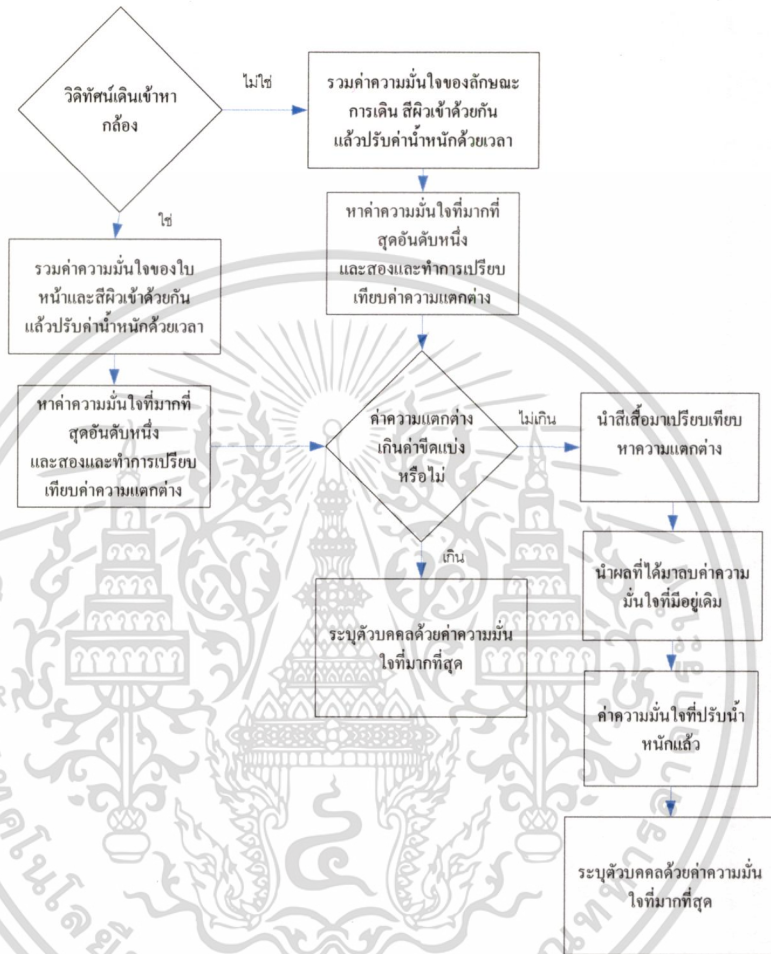 วิดิทัศน์เดินเข้าหา
กล้อง
ไม่ใช่
รวมค่าความมั่นใจของลักษณะ
การเดิน สีผิวเข้าด้วยกัน
แล้วปรับค่าน้ำหนักด้วยเวลา
หาค่าความมั่นใจที่มากที่
สุดอันดับหนึ่ง
และสองและทำการเปรียบ
เทียบค่าความแตกต่าง
ใช่
รวมค่าความมั่นใจของใบ
หน้าและสีผิวเข้าด้วยกัน
แล้วปรับค่าน้ำหนักด้วยเวลา
หาค่าความมั่นใจที่มากที่
สุดอันดับหนึ่ง
และสองและทำการเปรียบ
เทียบค่าความแตกต่าง
ค่าความแตกต่าง
เกินค่าขีดแบ่ง
หรือไม่
ไม่เกิน
นำสีเสื้อมาเปรียบเทียบ
หาความแตกต่าง
เกิน
ระบุตัวบคคลด้วยค่าความมั่น
ใจที่มากที่สุด
นำผลที่ได้มาลบค่าความ
มั่นใจที่มีอยู่เดิม
ค่าความมั่นใจที่ปรับน้ำ
หนักแล้ว
ระบุตัวบคคลด้วยค่าความมั่น
ใจที่มากที่สุด